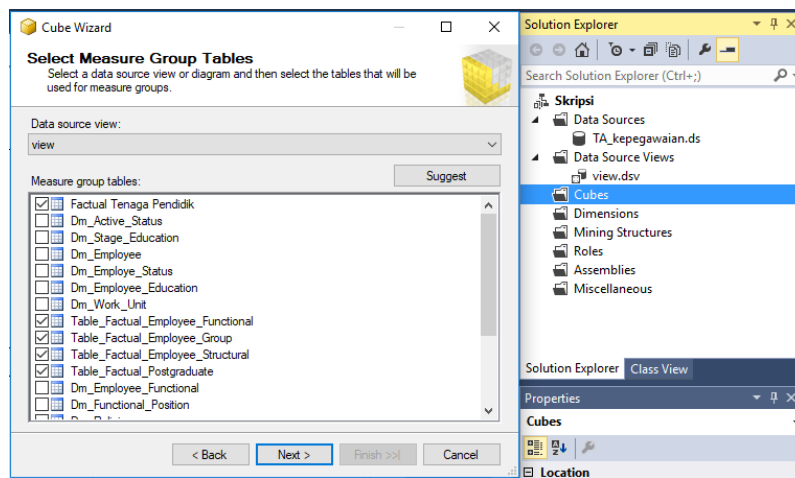 Cube Wizard
Select Measure Group Tables
Select a data source view or diagram and then select the tables that will be
used for measure groups.
Data source view:
view
Measure group tables:
Suggest
Factual Tenaga Pendidik
Dm_Active_Status
Dm_Stage_Education
Dm_Employee
Dm_Employe_Status
Dm_Employee_Education
Dm_Work_Unit
Table_Factual_Employee_Functional
Table_Factual_Employee_Group
Table_Factual_Employee_Structural
Table_Factual_Postgraduate
Dm_Employee_Functional
Dm_Functional_Position
< Back
Next >
Finish >>|
Cancel
Solution Explorer
Search Solution Explorer (Ctrl+;)
Skripsi
Data Sources
TA_kepegawaian.ds
Data Source Views
view.dsv
Cubes
Dimensions
Mining Structures
Roles
Assemblies
Miscellaneous
Solution Explorer Class View
Properties
Cubes
Location